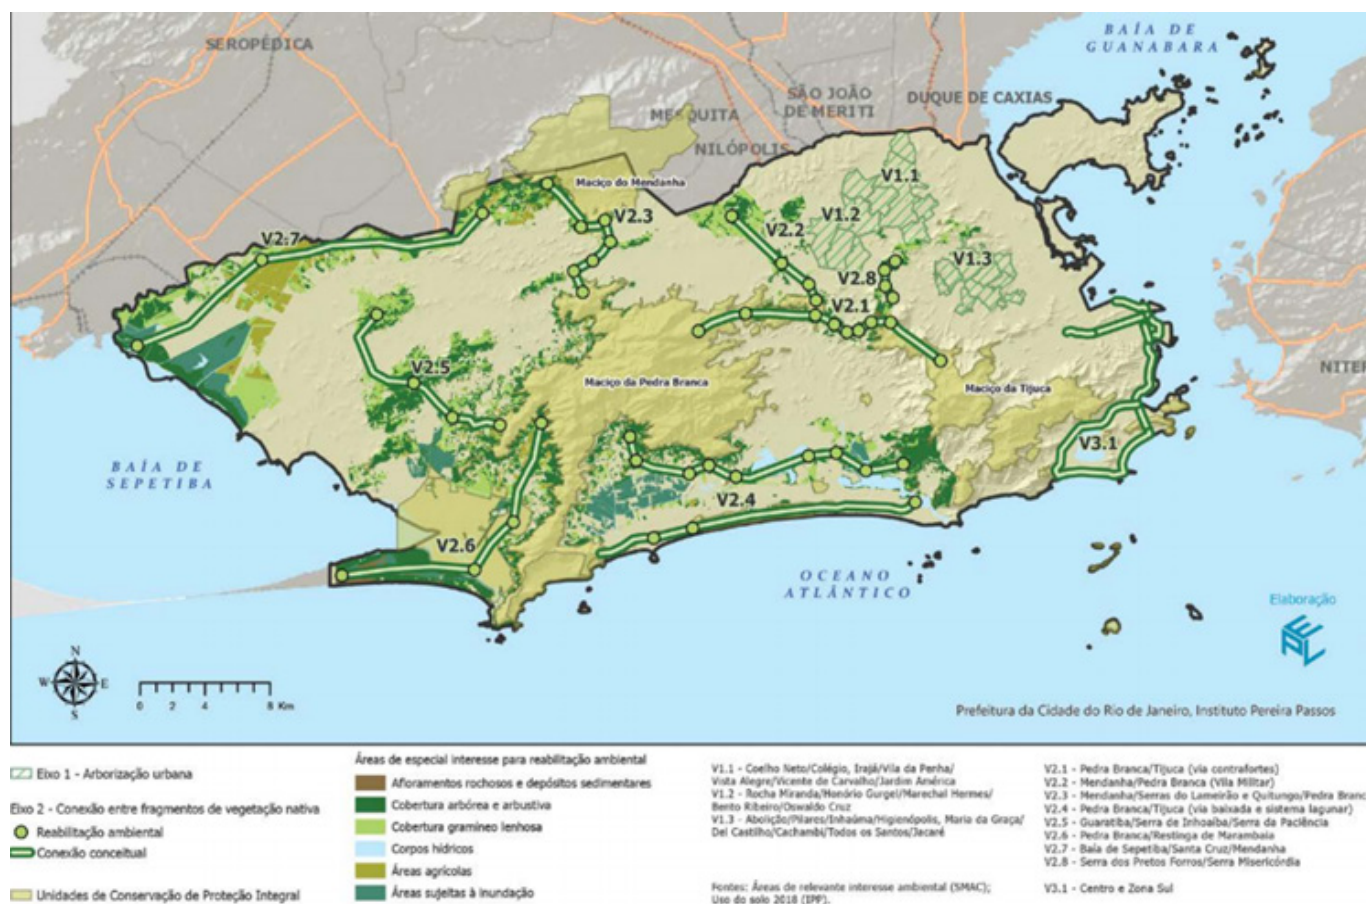 BAÍA DE
GUANABARA
SEROPÉDICA
MESQUITA
SÃO JOÃO
DE MERITI
DUQUE DE CAXIAS
NILÓPOLIS
V1.1
Maciço do Mendanha
V1.2
V2.3
V2.2
V2.7
V1.3
V2.8
V2.1
V2.5
Maciço da Pedra Branca
Maciço da Tijuca
NITER
V3.1
BAÍA DE
SEPETIBA
V2.4
V2.6
OCEANO
ATLÂNTICO
Elaboração
EPL
N
W E
S
0 2 4 8 Km
Prefeitura da Cidade do Rio de Janeiro, Instituto Pereira Passos
Eixo 1 - Arborização urbana
Eixo 2 - Conexão entre fragmentos de vegetação nativa
Reabilitação ambiental
Conexão conceitual
Unidades de Conservação de Proteção Integral
Áreas de especial interesse para reabilitação ambiental
Afloramentos rochosos e depósitos sedimentares
Cobertura arbórea e arbustiva
Cobertura gramíneo lenhosa
Corpos hídricos
Áreas agrícolas
Áreas sujeitas à inundação
V1.1 - Coelho Neto/Colégio, Irajá/Vila da Penha/
Vista Alegre/Vicente de Carvalho/Jardim América
V1.2 - Rocha Miranda/Honório Gurgel/Marechal Hermes/
Bento Ribeiro/Oswaldo Cruz
V1.3 - Abolição/Pilares/Inhaúma/Higienópolis, Maria da Graça/
Del Castilho/Cachambi/Todos os Santos/Jacaré
Fontes: Áreas de relevante interesse ambiental (SMAC);
Uso do solo 2018 (IPP).
V2.1 - Pedra Branca/Tijuca (via contrafortes)
V2.2 - Mendanha/Pedra Branca (Vila Militar)
V2.3 - Mendanha/Serras do Lameirão e Quitungo/Pedra Branc
V2.4 - Pedra Branca/Tijuca (via baixada e sistema lagunar)
V2.5 - Guaratiba/Serra de Inhoaíba/Serra da Paciência
V2.6 - Pedra Branca/Restinga de Marambaia
V2.7 - Baía de Sepetiba/Santa Cruz/Mendanha
V2.8 - Serra dos Pretos Forros/Serra Misericórdia
V3.1 - Centro e Zona Sul